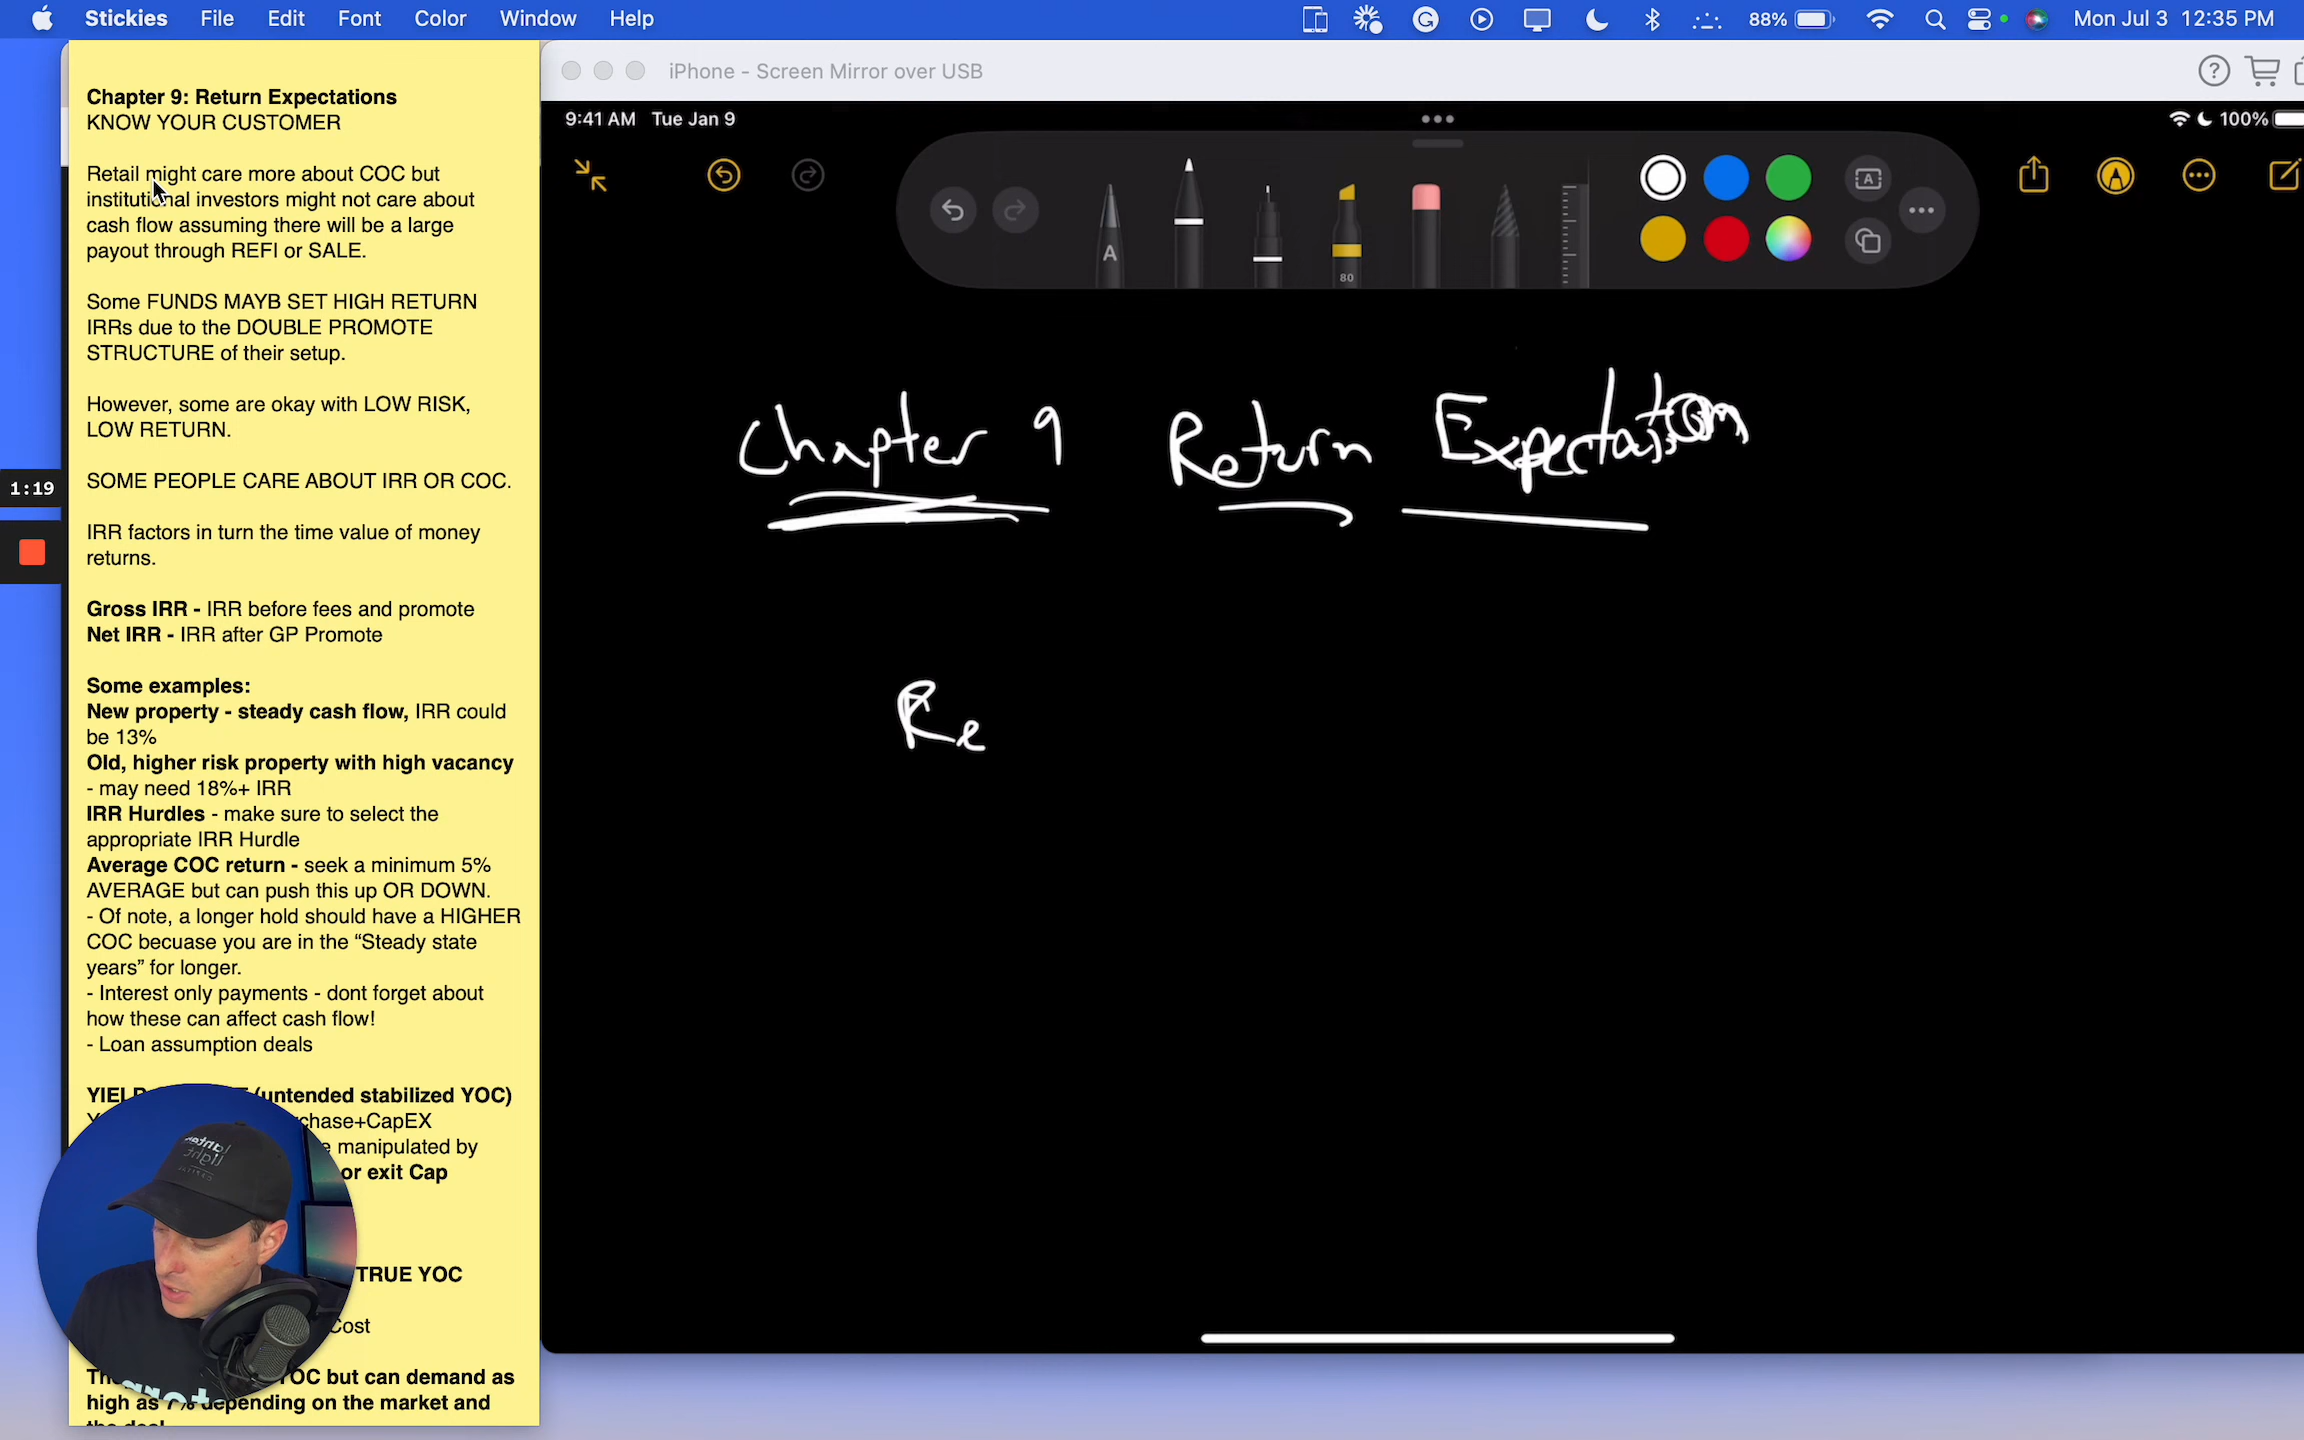 Stickies File Edit Font Color Window Help 88% Mon Jul 3 12:35 PM
iPhone - Screen Mirror over USB
9:41 AM Tue Jan 9 100%
A
80
A
Chapter 9 Return Expectation
Re
1:19
Chapter 9: Return Expectations
KNOW YOUR CUSTOMER
Retail might care more about COC but
institutional investors might not care about
cash flow assuming there will be a large
payout through REFI or SALE.
Some FUNDS MAYB SET HIGH RETURN
IRRs due to the DOUBLE PROMOTE
STRUCTURE of their setup.
However, some are okay with LOW RISK,
LOW RETURN.
SOME PEOPLE CARE ABOUT IRR OR COC.
IRR factors in turn the time value of money
returns.
Gross IRR - IRR before fees and promote
Net IRR - IRR after GP Promote
Some examples:
New property - steady cash flow, IRR could
be 13%
Old, higher risk property with high vacancy
- may need 18%+ IRR
IRR Hurdles - make sure to select the
appropriate IRR Hurdle
Average COC return - seek a minimum 5%
AVERAGE but can push this up OR DOWN.
- Of note, a longer hold should have a HIGHER
COC becuase you are in the “Steady state
years” for longer.
- Interest only payments - dont forget about
how these can affect cash flow!
- Loan assumption deals
(untended stabilized YOC)
chase+CapEX
manipulated by
or exit Cap
TRUE YOC
Cost
YOC but can demand as
high as 7% depending on the market and
the deal